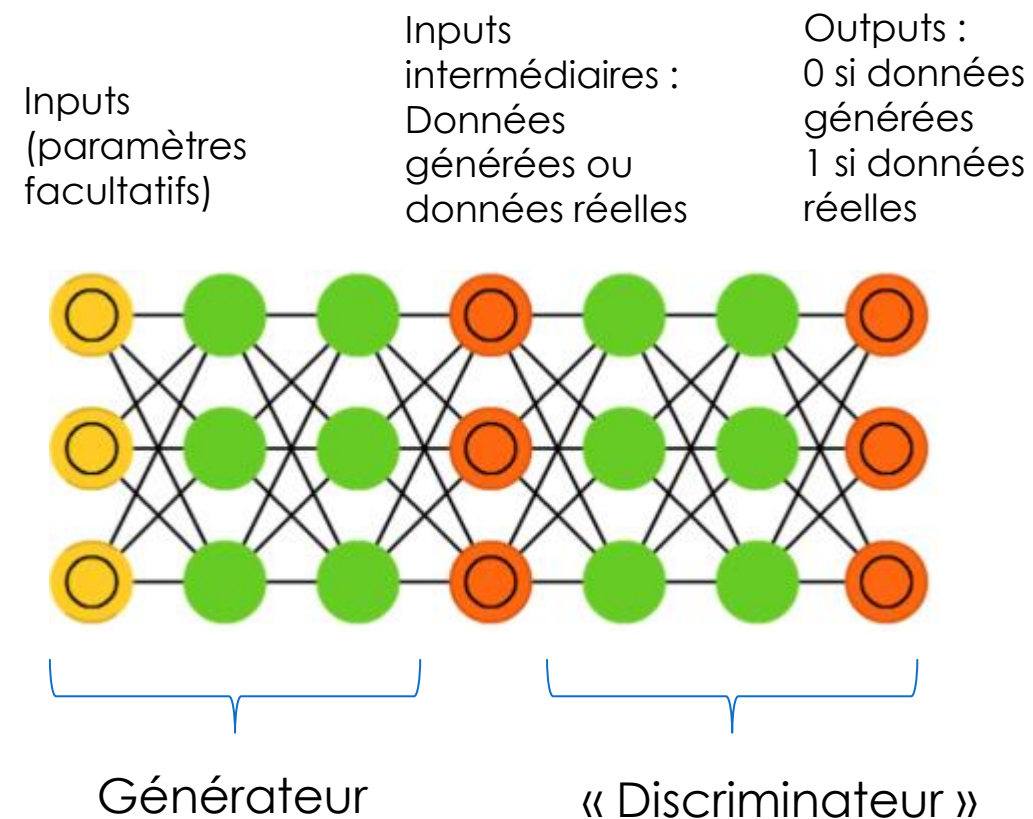 Inputs
(paramètres
facultatifs)
Inputs
intermédiaires :
Données
générées ou
données réelles
Outputs :
0 si données
générées
1 si données
réelles
Générateur
« Discriminateur »